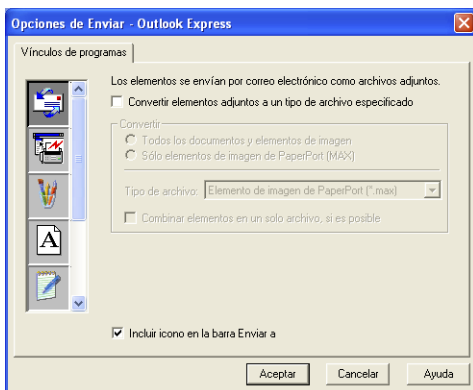 Opciones de Enviar - Outlook Express
Vínculos de programas
Los elementos se envían por correo electrónico como archivos adjuntos.
Convertir elementos adjuntos a un tipo de archivo especificado
Convertir
Todos los documentos y elementos de imagen
Sólo elementos de imagen de PaperPort (MAX)
Tipo de archivo: Elemento de imagen de PaperPort (*.max)
Combinar elementos en un solo archivo, si es posible
A
Incluir icono en la barra Enviar a
Aceptar Cancelar Ayuda